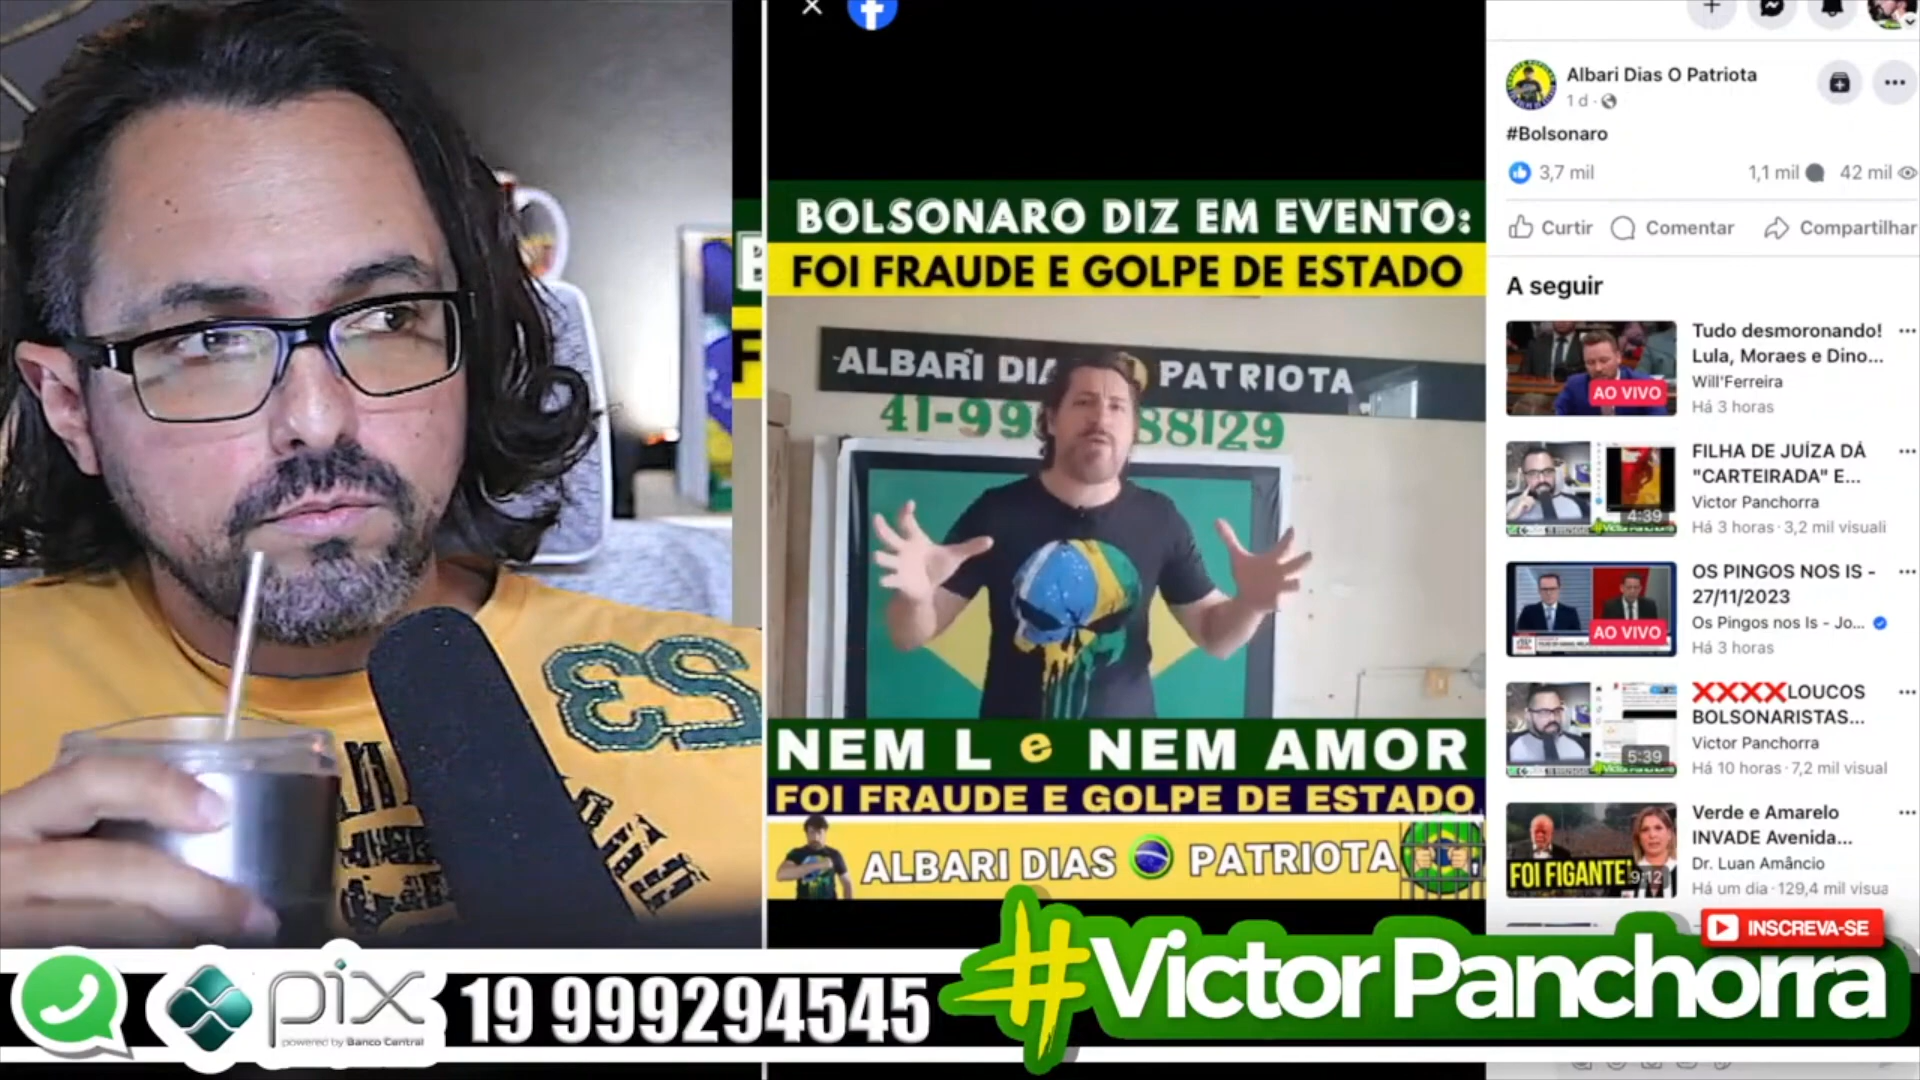 BOLSONARO DIZ EM EVENTO:
FOI FRAUDE E GOLPE DE ESTADO
ALBARI DIA PATRIOTA
41-99 88129
NEM L e NEM AMOR
FOI FRAUDE E GOLPE DE ESTADO
ALBARI DIAS PATRIOTA
23
Albari Dias O Patriota
1 d
#Bolsonaro
3,7 mil
1,1 mil
42 mil
Curtir
Comentar
Compartilhar
A seguir
Tudo desmoronando!
Lula, Moraes e Dino...
Will'Ferreira
Há 3 horas
AO VIVO
FILHA DE JUÍZA DÁ
"CARTEIRADA" E...
Victor Panchorra
Há 3 horas · 3,2 mil visuali
4:39
OS PINGOS NOS IS -
27/11/2023
Os Pingos nos Is - Jo...
Há 3 horas
AO VIVO
❌❌❌❌LOUCOS
BOLSONARISTAS...
Victor Panchorra
Há 10 horas · 7,2 mil visual
5:39
Verde e Amarelo
INVADE Avenida...
Dr. Luan Amâncio
Há um dia · 129,4 mil visua
FOI FIGANTE!
9:12
INSCREVA-SE
pix
powered by Banco Central
19 999294545
#Victor Panchorra